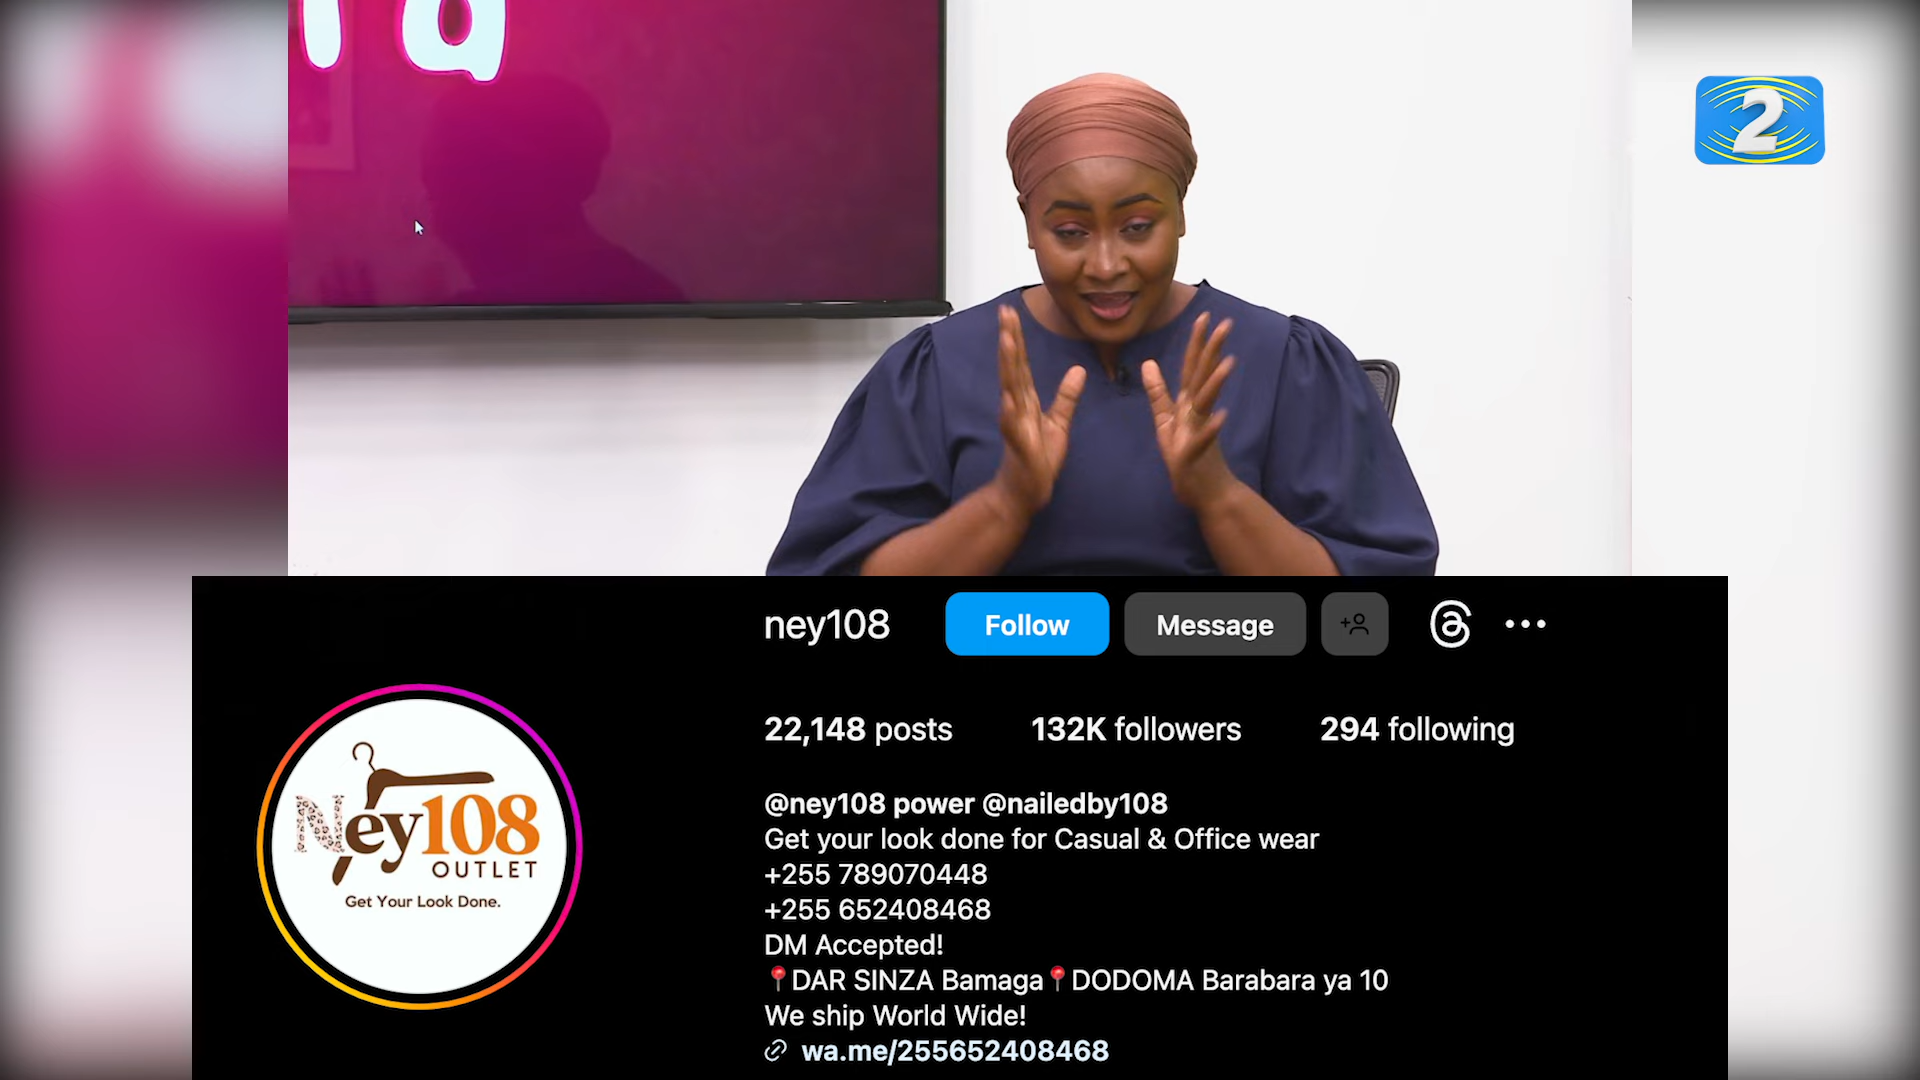 2
ney108
Follow
Message
22,148 posts
132K followers
294 following
Ney108
OUTLET
Get Your Look Done.
@ney108 power @nailedby108
Get your look done for Casual & Office wear
+255 789070448
+255 652408468
DM Accepted!
📍DAR SINZA Bamaga📍DODOMA Barabara ya 10
We ship World Wide!
wa.me/255652408468